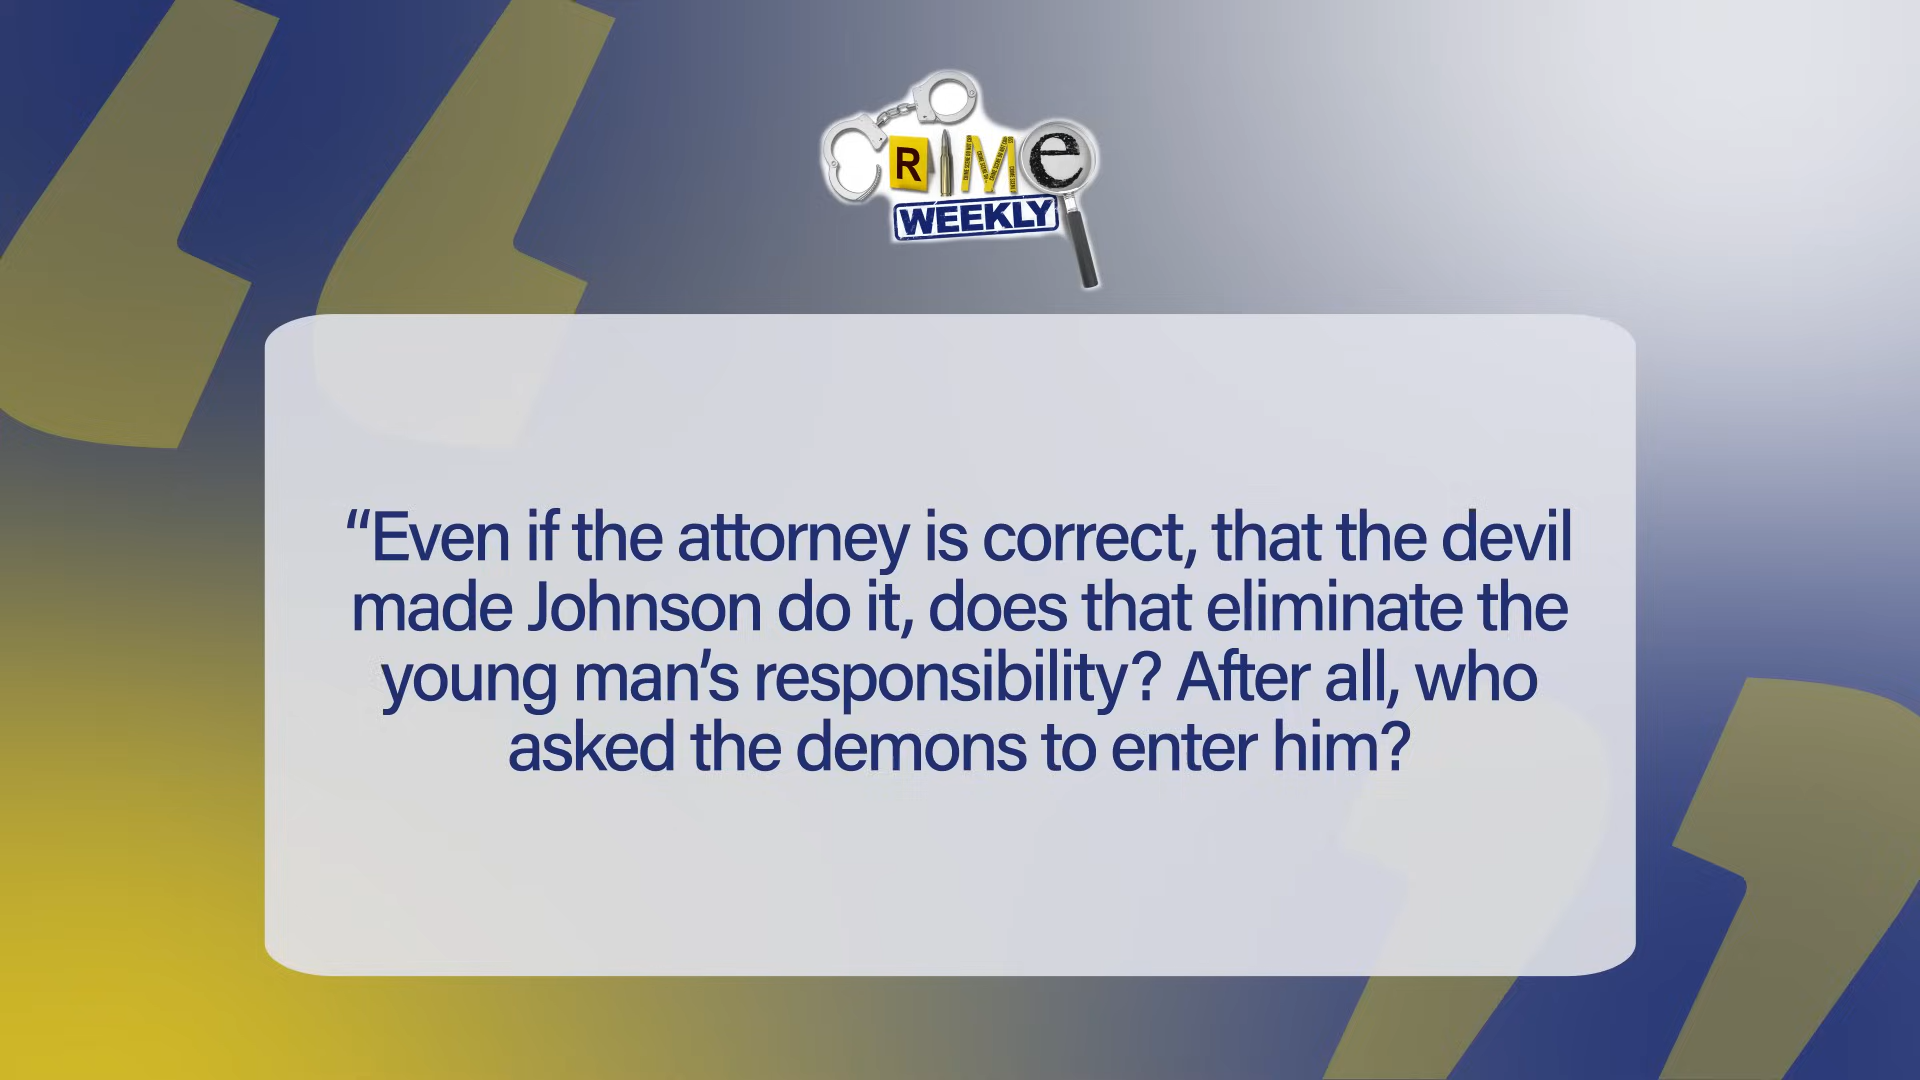 CRIMe
WEEKLY
“Even if the attorney is correct, that the devil
made Johnson do it, does that eliminate the
young man’s responsibility? After all, who
asked the demons to enter him?